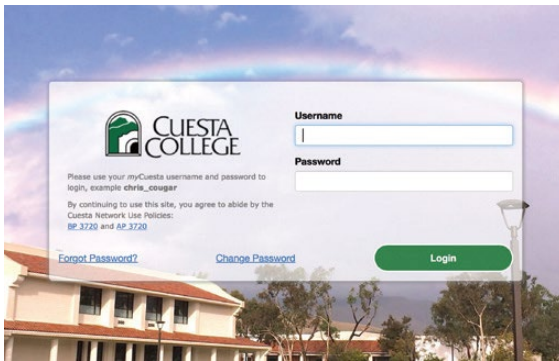 CUESTA
COLLEGE
Username
Password
Please use your myCuesta username and password to
login, example chris_cougar
By continuing to use this site, you agree to abide by the
Cuesta Network Use Policies:
BP 3720 and AP 3720
Forgot Password?
Change Password
Login